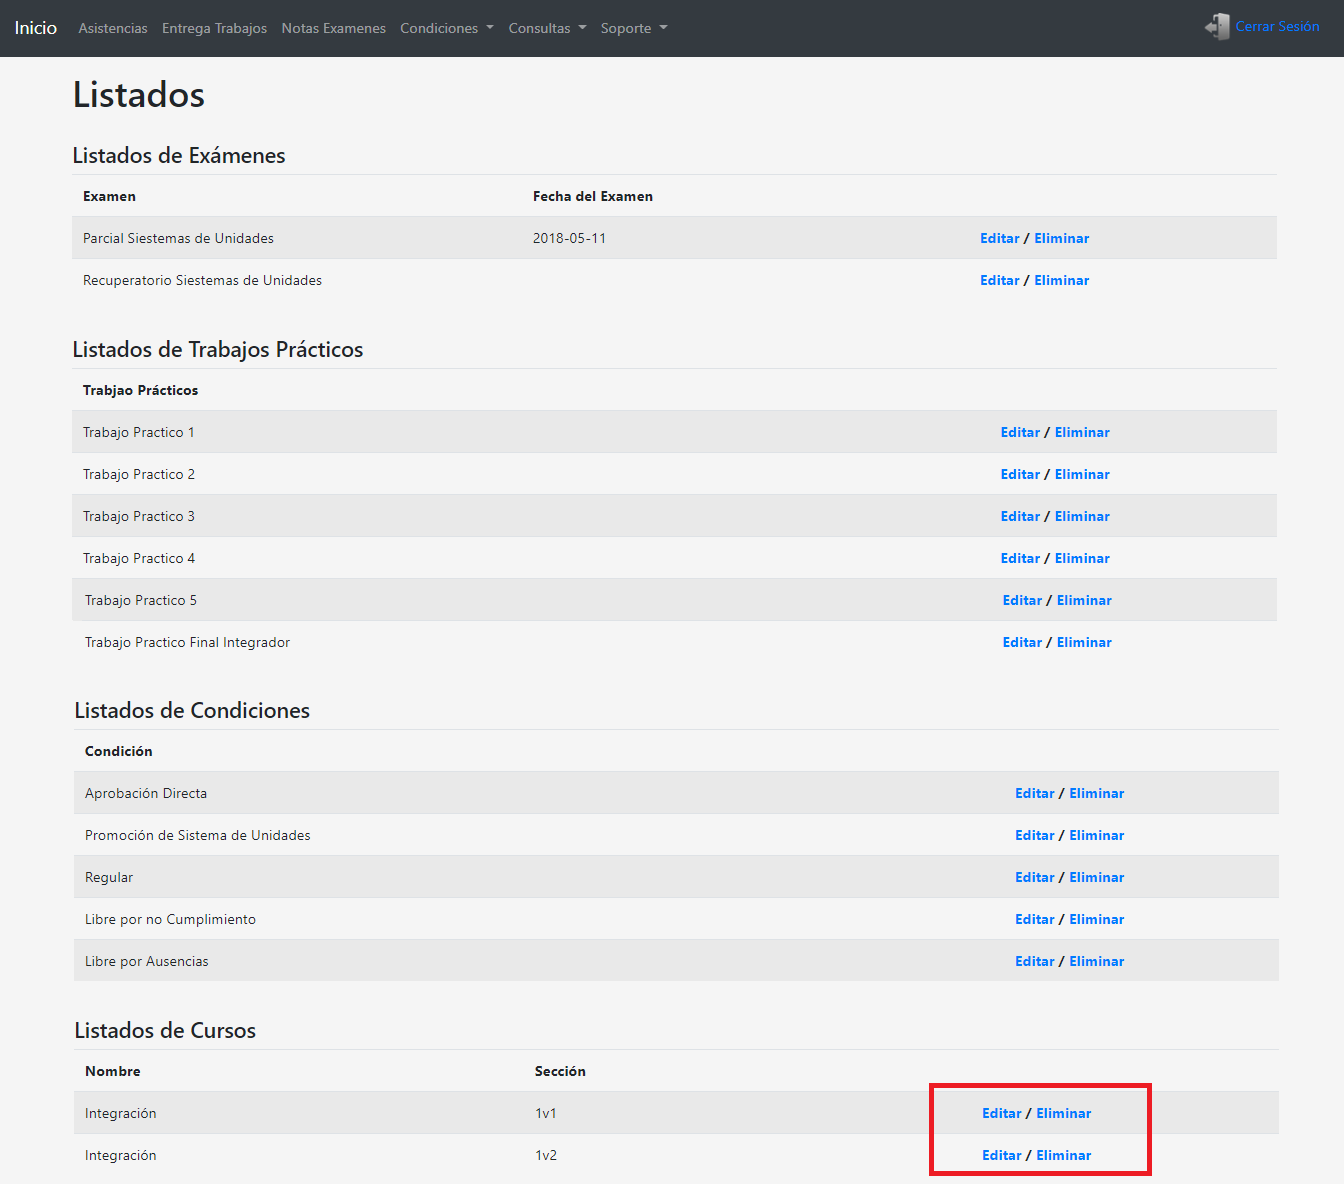 Inicio Asistencias Entrega Trabajos Notas Examenes Condiciones Consultas Soporte Cerrar Sesión
Listados
Listados de Exámenes
Examen Fecha del Examen
Parcial Siestemas de Unidades 2018-05-11 Editar / Eliminar
Recuperatorio Siestemas de Unidades Editar / Eliminar
Listados de Trabajos Prácticos
Trabjao Prácticos
Trabajo Practico 1 Editar / Eliminar
Trabajo Practico 2 Editar / Eliminar
Trabajo Practico 3 Editar / Eliminar
Trabajo Practico 4 Editar / Eliminar
Trabajo Practico 5 Editar / Eliminar
Trabajo Practico Final Integrador Editar / Eliminar
Listados de Condiciones
Condición
Aprobación Directa Editar / Eliminar
Promoción de Sistema de Unidades Editar / Eliminar
Regular Editar / Eliminar
Libre por no Cumplimiento Editar / Eliminar
Libre por Ausencias Editar / Eliminar
Listados de Cursos
Nombre Sección
Integración 1v1 Editar / Eliminar
Integración 1v2 Editar / Eliminar